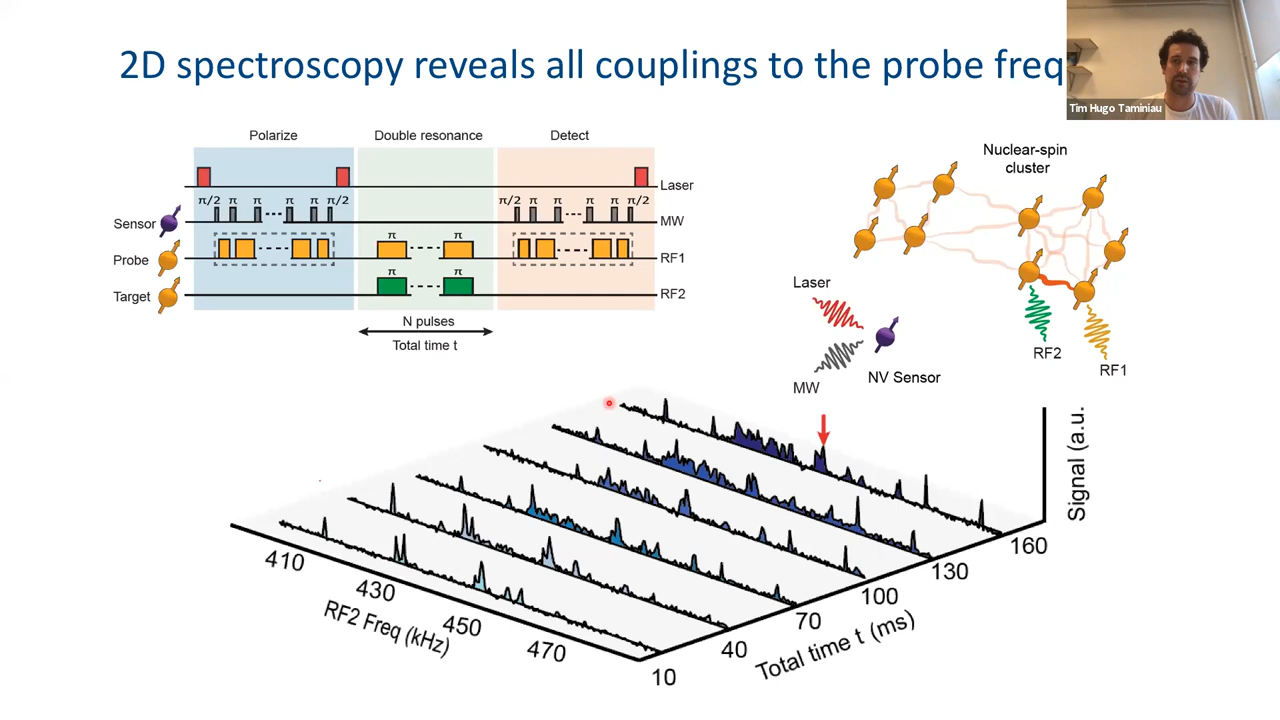 2D spectroscopy reveals all couplings to the probe freq
Tim Hugo Taminiau
Polarize
Double resonance
Detect
Laser
π/2 π π π π π/2
π/2 π π π π π/2
Sensor
MW
π π
Probe
RF1
π π
Target
RF2
N pulses
Total time t
Nuclear-spin
cluster
Laser
MW
NV Sensor
RF2
RF1
Signal (a.u.
410
430
450
470
RF2 Freq (kHz)
10
40
70
100
130
160
Total time t (ms)